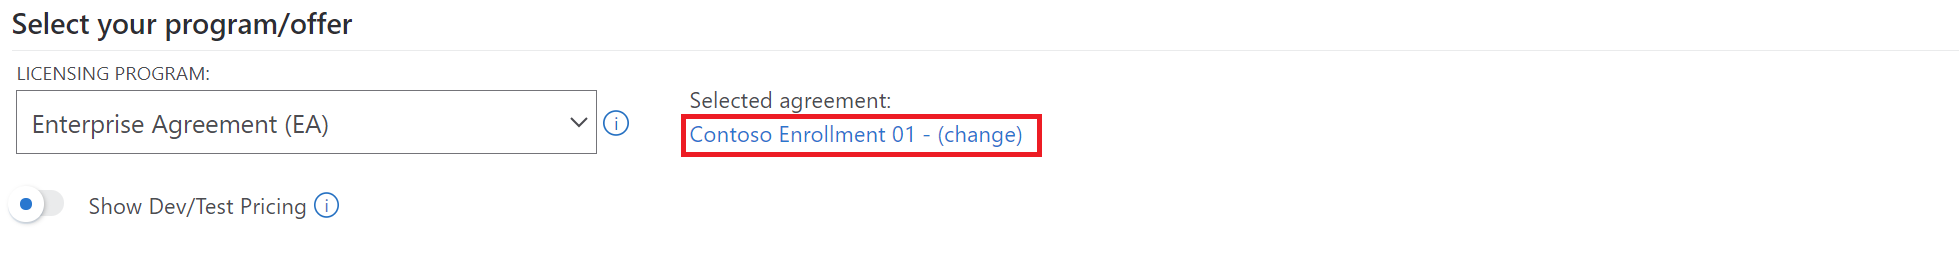 Select your program/offer
LICENSING PROGRAM:
Enterprise Agreement (EA)
Selected agreement:
Contoso Enrollment 01 - (change)
Show Dev/Test Pricing